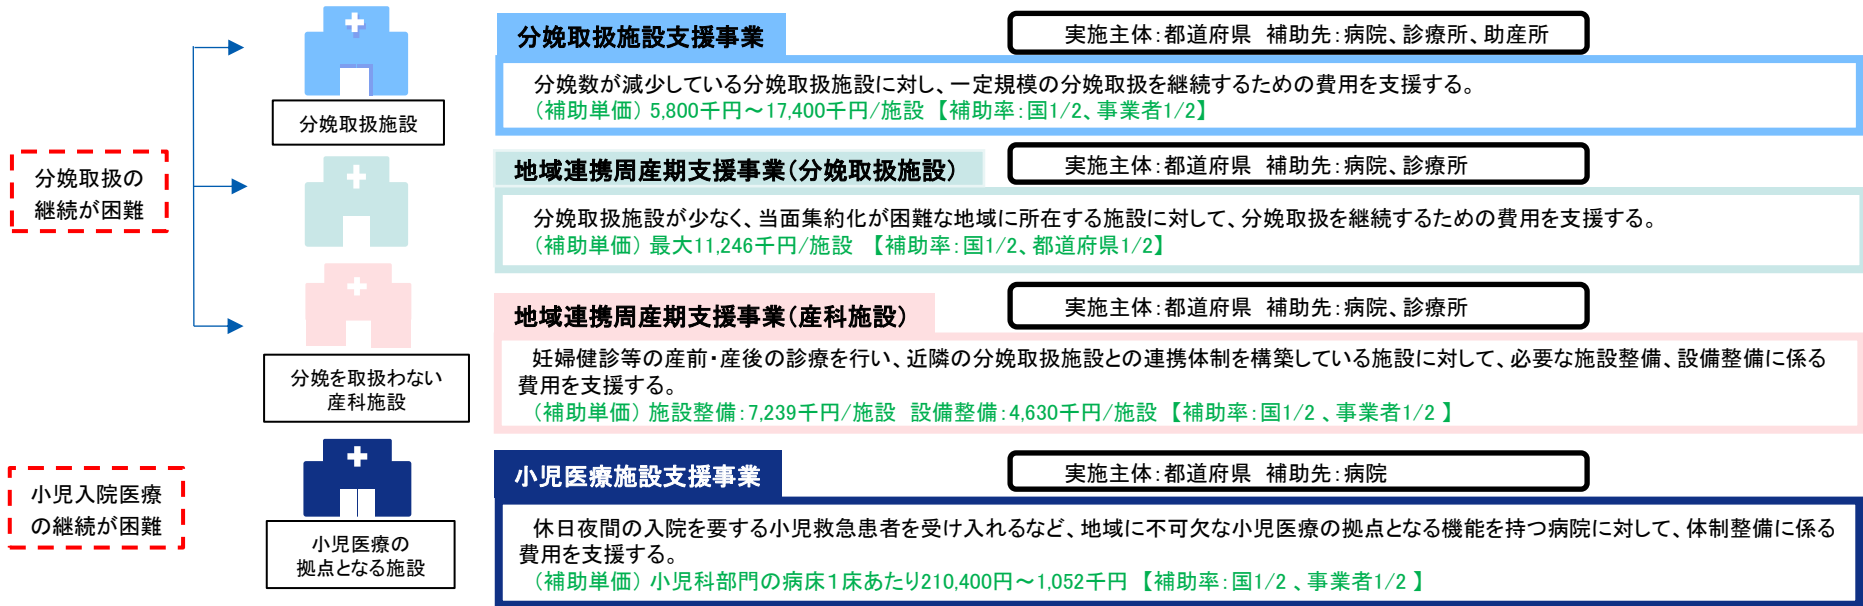 分娩取扱の
継続が困難
分娩取扱施設
分娩取扱施設支援事業
実施主体：都道府県 補助先：病院、診療所、助産所
分娩数が減少している分娩取扱施設に対し、一定規模の分娩取扱を継続するための費用を支援する。
（補助単価）5,800千円～17,400千円/施設 【補助率：国1/2、事業者1/2】
地域連携周産期支援事業（分娩取扱施設）
実施主体：都道府県 補助先：病院、診療所
分娩取扱施設が少なく、当面集約化が困難な地域に所在する施設に対して、分娩取扱を継続するための費用を支援する。
（補助単価）最大11,246千円/施設 【補助率：国1/2、都道府県1/2】
分娩を取扱わない
産科施設
地域連携周産期支援事業（産科施設）
実施主体：都道府県 補助先：病院、診療所
妊婦健診等の産前・産後の診療を行い、近隣の分娩取扱施設との連携体制を構築している施設に対して、必要な施設整備、設備整備に係る
費用を支援する。
（補助単価）施設整備：7,239千円/施設 設備整備：4,630千円/施設 【補助率：国1/2 、事業者1/2 】
小児入院医療
の継続が困難
小児医療の
拠点となる施設
小児医療施設支援事業
実施主体：都道府県 補助先：病院
休日夜間の入院を要する小児救急患者を受け入れるなど、地域に不可欠な小児医療の拠点となる機能を持つ病院に対して、体制整備に係る
費用を支援する。
（補助単価）小児科部門の病床１床あたり210,400円～1,052千円 【補助率：国1/2 、事業者1/2 】